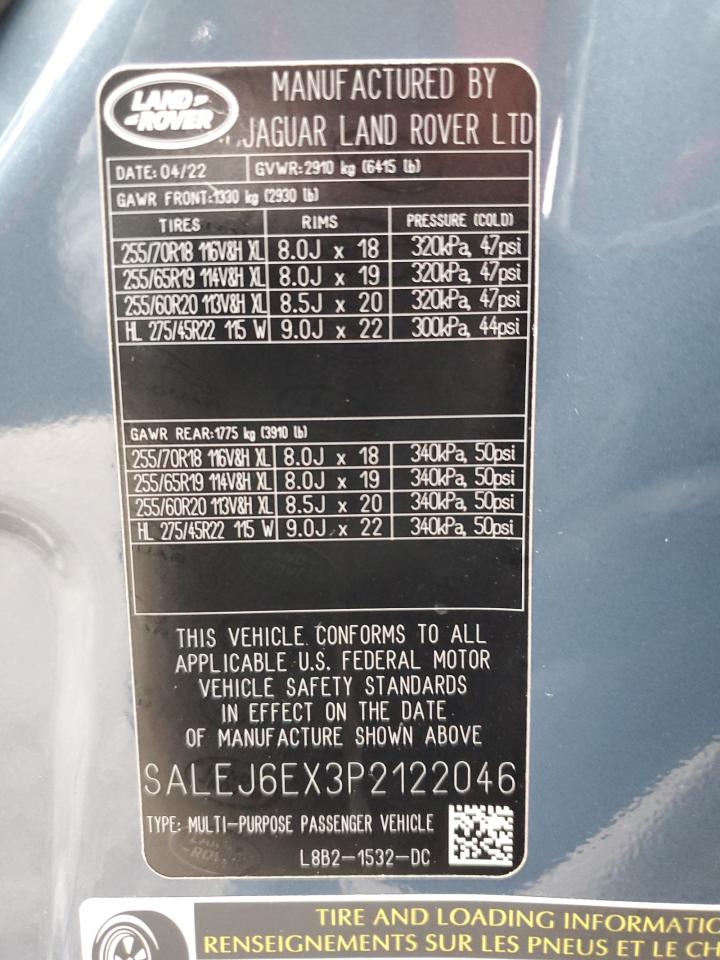 LAND
ROVER
MANUFACTURED BY
JAGUAR LAND ROVER LTD
DATE: 04/22 GVWR:2910 kg (6415 lb)
GAWR FRONT:1330 kg (2930 lb)
TIRES RIMS PRESSURE (COLD)
255/70R18 116V&H XL 8.0J x 18 320kPa, 47psi
255/65R19 114V&H XL 8.0J x 19 320kPa, 47psi
255/60R20 113V&H XL 8.5J x 20 320kPa, 47psi
HL 275/45R22 115 W 9.0J x 22 300kPa, 44psi
GAWR REAR:1775 kg (3910 lb)
255/70R18 116V&H XL 8.0J x 18 340kPa, 50psi
255/65R19 114V&H XL 8.0J x 19 340kPa, 50psi
255/60R20 113V&H XL 8.5J x 20 340kPa, 50psi
HL 275/45R22 115 W 9.0J x 22 340kPa, 50psi
THIS VEHICLE CONFORMS TO ALL
APPLICABLE U.S. FEDERAL MOTOR
VEHICLE SAFETY STANDARDS
IN EFFECT ON THE DATE
OF MANUFACTURE SHOWN ABOVE
SALEJ6EX3P2122046
TYPE: MULTI-PURPOSE PASSENGER VEHICLE
L8B2-1532-DC
TIRE AND LOADING INFORMATIO
RENSEIGNEMENTS SUR LES PNEUS ET LE CH